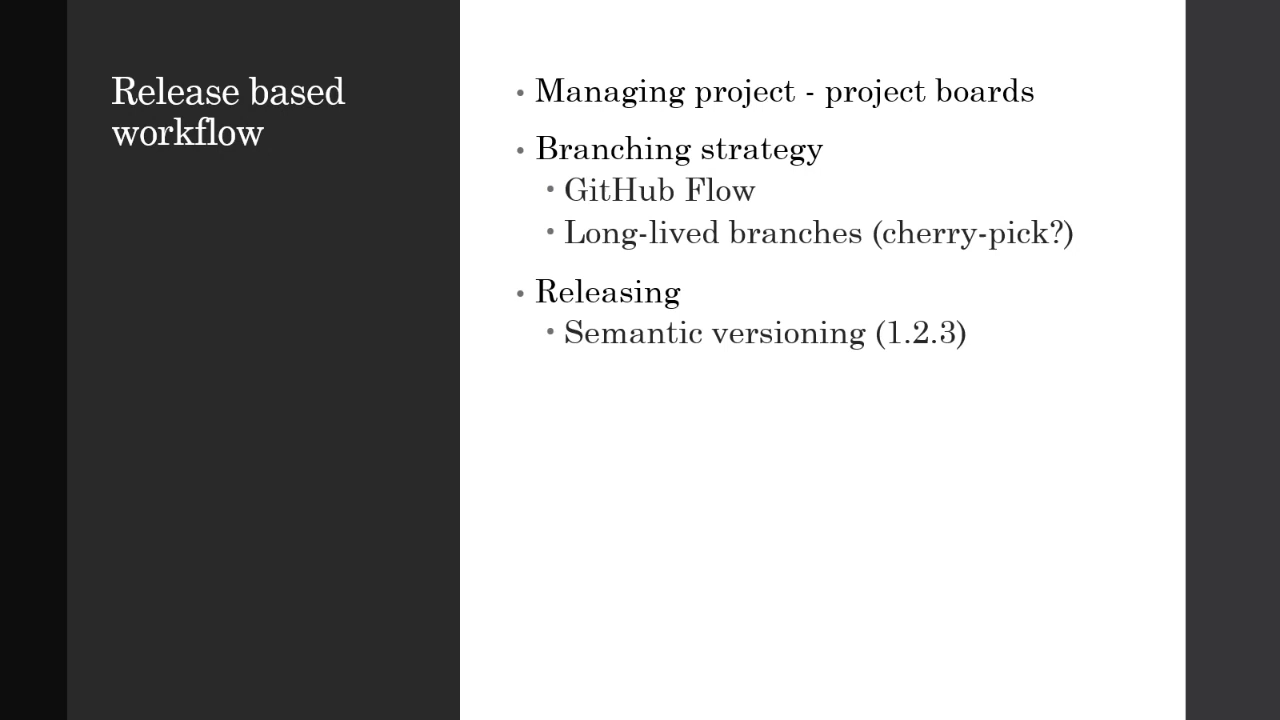 Release based
workflow
• Managing project - project boards
• Branching strategy
• GitHub Flow
• Long-lived branches (cherry-pick?)
• Releasing
• Semantic versioning (1.2.3)